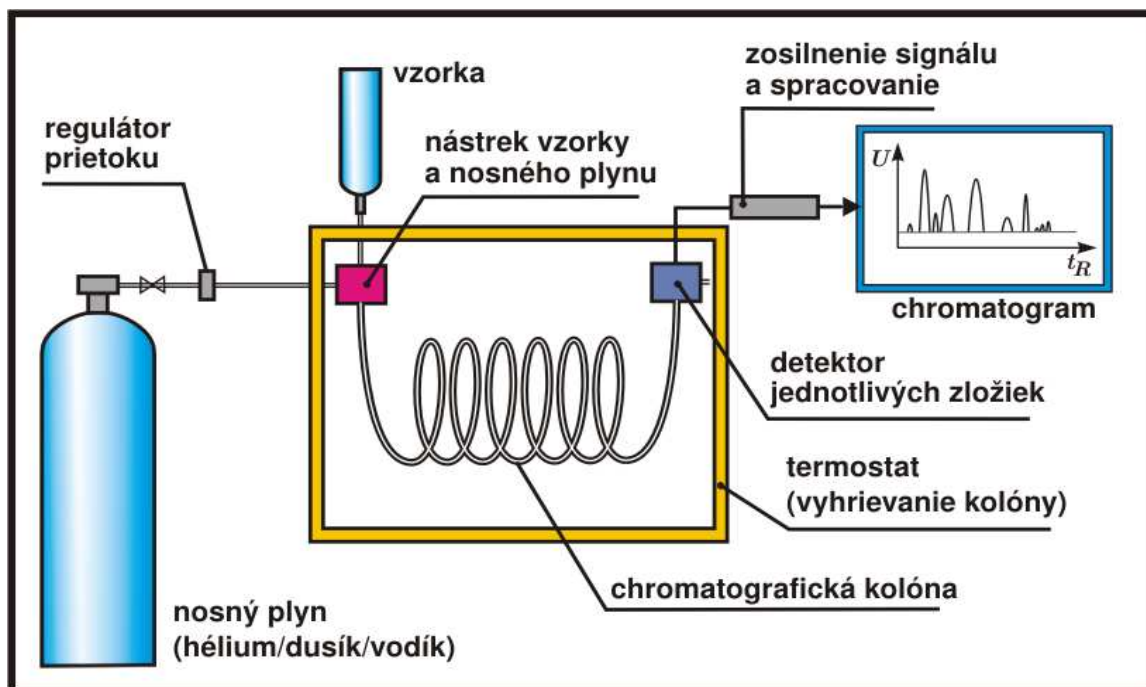 vzorka
zosilnenie signálu
a spracovanie
regulátor
prietoku
nástrek vzorky
a nosného plynu
U
t_R
chromatogram
detektor
jednotlivých zložiek
termostat
(vyhrievanie kolóny)
chromatografická kolóna
nosný plyn
(hélium/dusík/vodík)